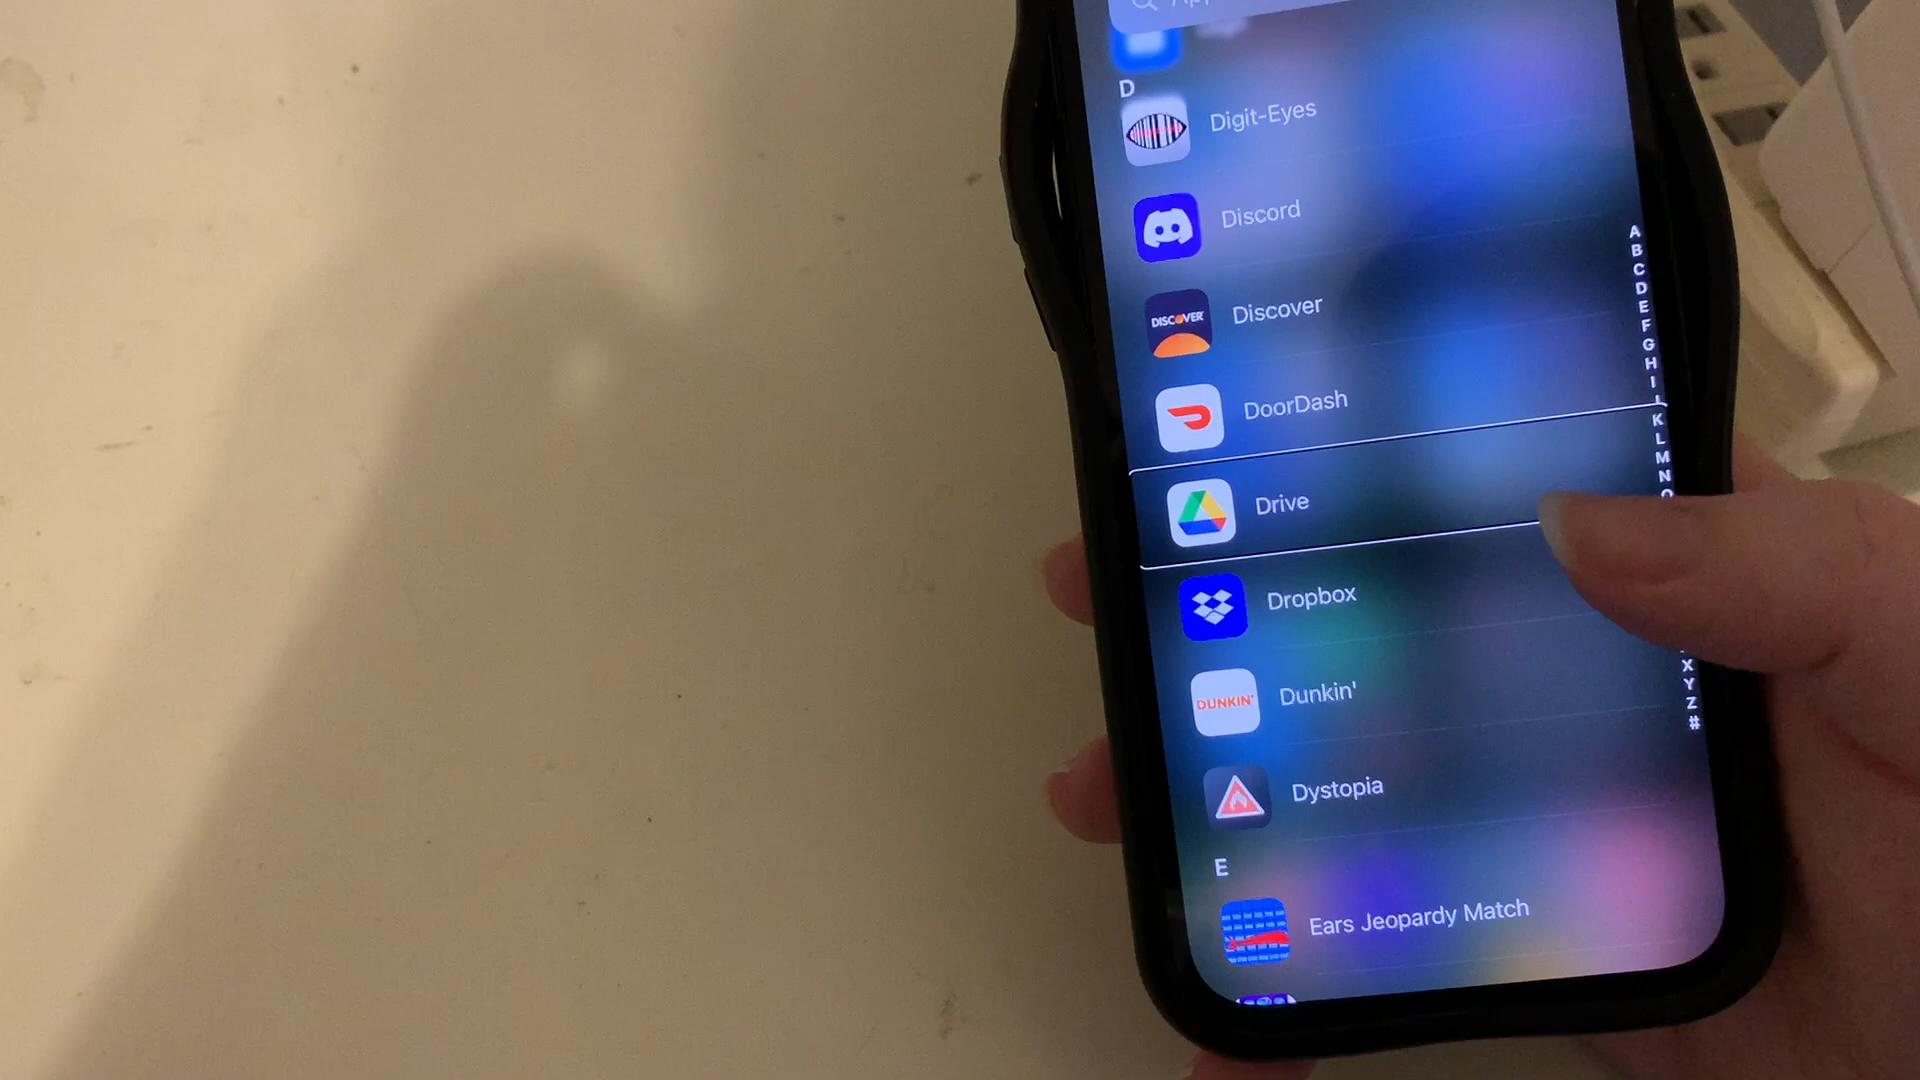 D
Digit-Eyes
Discord
DISCOVER
Discover
DoorDash
Drive
Dropbox
DUNKIN'
Dunkin'
Dystopia
E
Ears Jeopardy Match
A
B
C
D
E
F
G
H
I
K
L
M
N
X
Y
Z
#